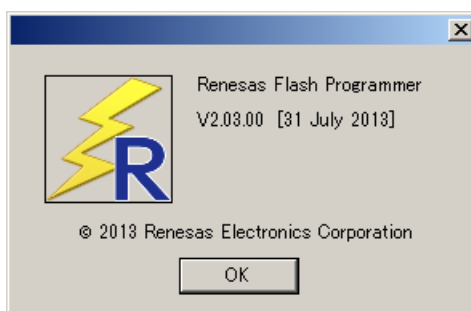 Renesas Flash Programmer
V2.03.00 [31 July 2013]
R
© 2013 Renesas Electronics Corporation
OK